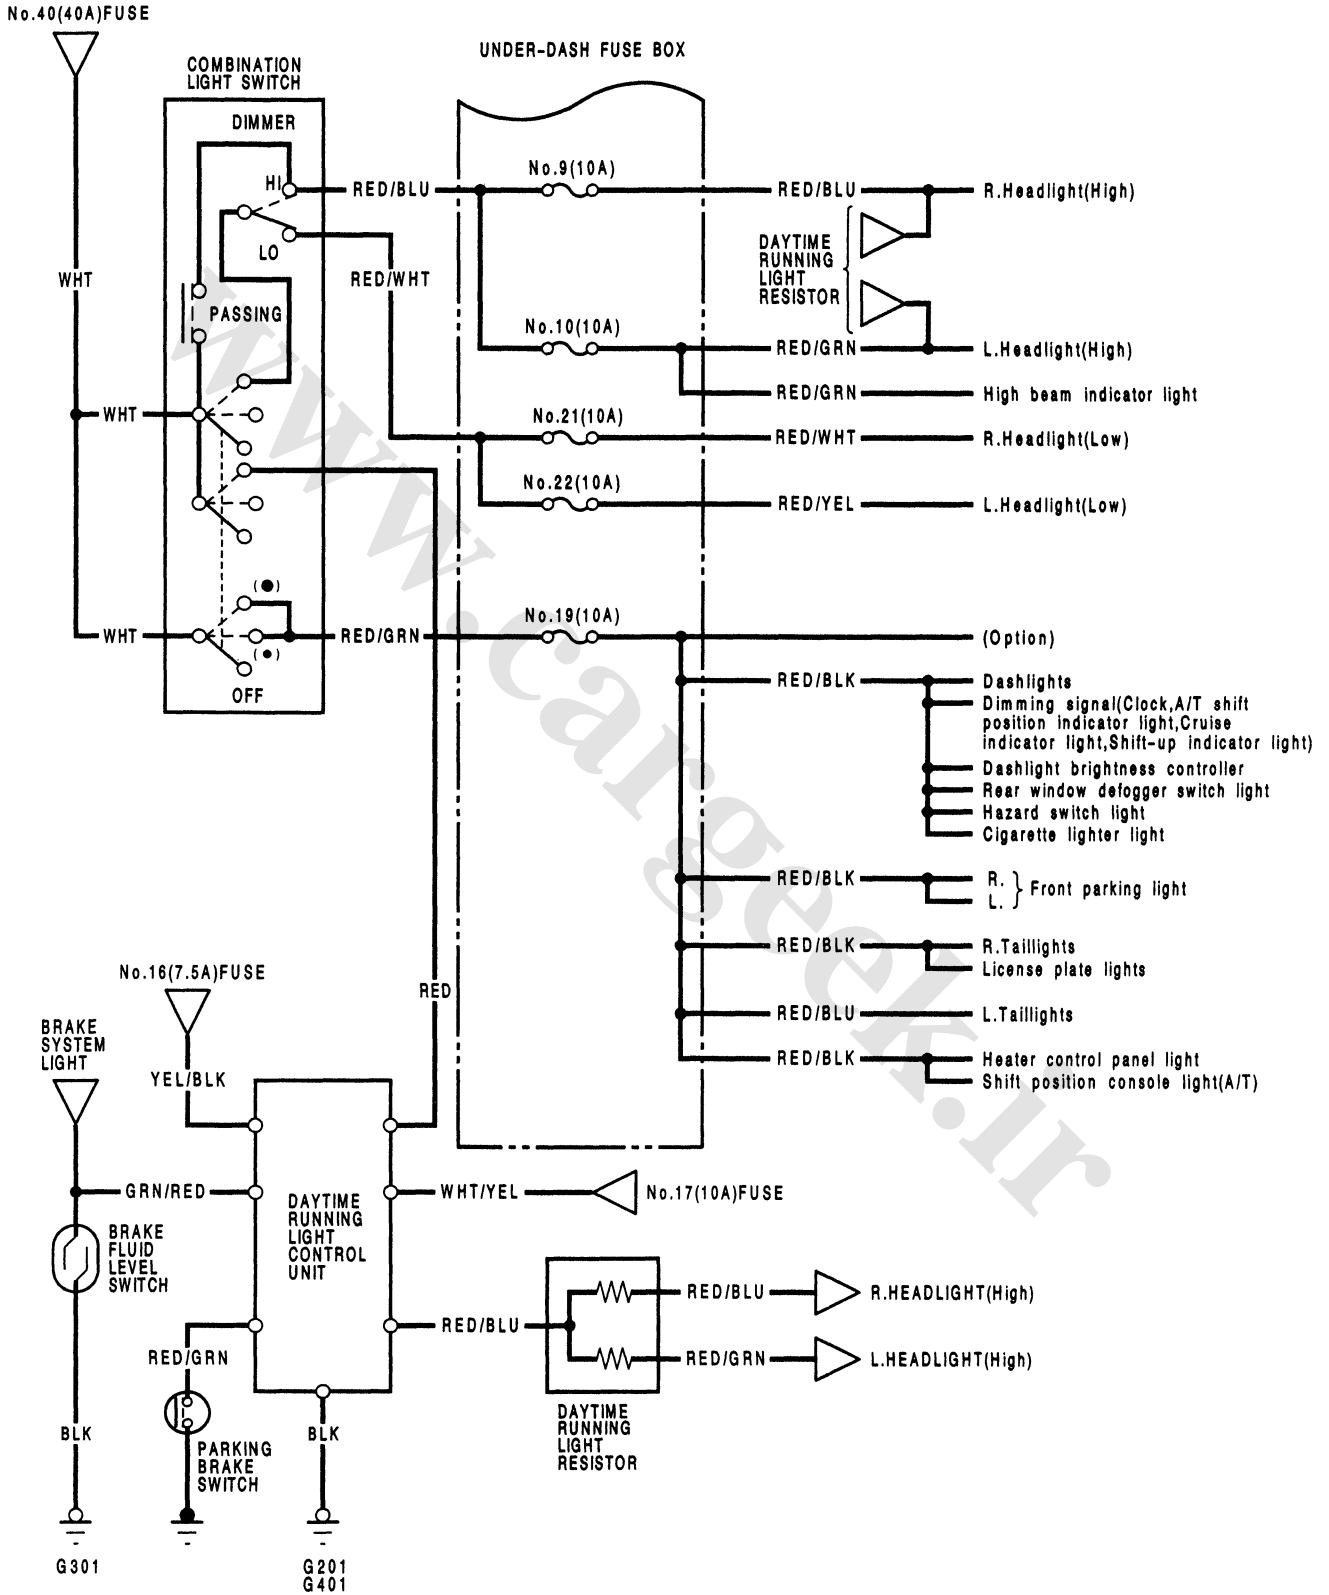 No.40(40A)FUSE
UNDER-DASH FUSE BOX
COMBINATION
LIGHT SWITCH
DIMMER
No.9(10A)
HI
RED/BLU
RED/BLU
R.Headlight(High)
LO
DAYTIME
RUNNING
LIGHT
RESISTOR
WHT
RED/WHT
PASSING
No.10(10A)
RED/GRN
L.Headlight(High)
RED/GRN
High beam indicator light
WHT
No.21(10A)
RED/WHT
R.Headlight(Low)
No.22(10A)
RED/YEL
L.Headlight(Low)
(●)
No.19(10A)
WHT
RED/GRN
(Option)
(•)
OFF
RED/BLK
Dashlights
Dimming signal(Clock,A/T shift
position indicator light,Cruise
indicator light,Shift-up indicator light)
Dashlight brightness controller
Rear window defogger switch light
Hazard switch light
Cigarette lighter light
RED/BLK
R.
L.
Front parking light
RED/BLK
R.Taillights
License plate lights
No.16(7.5A)FUSE
RED
RED/BLU
L.Taillights
BRAKE
SYSTEM
LIGHT
RED/BLK
Heater control panel light
Shift position console light(A/T)
YEL/BLK
GRN/RED
DAYTIME
RUNNING
LIGHT
CONTROL
UNIT
WHT/YEL
No.17(10A)FUSE
BRAKE
FLUID
LEVEL
SWITCH
RED/BLU
R.HEADLIGHT(High)
RED/BLU
RED/GRN
RED/GRN
L.HEADLIGHT(High)
DAYTIME
RUNNING
LIGHT
RESISTOR
BLK
PARKING
BRAKE
SWITCH
BLK
G301
G201
G401
www.cargeek.ir